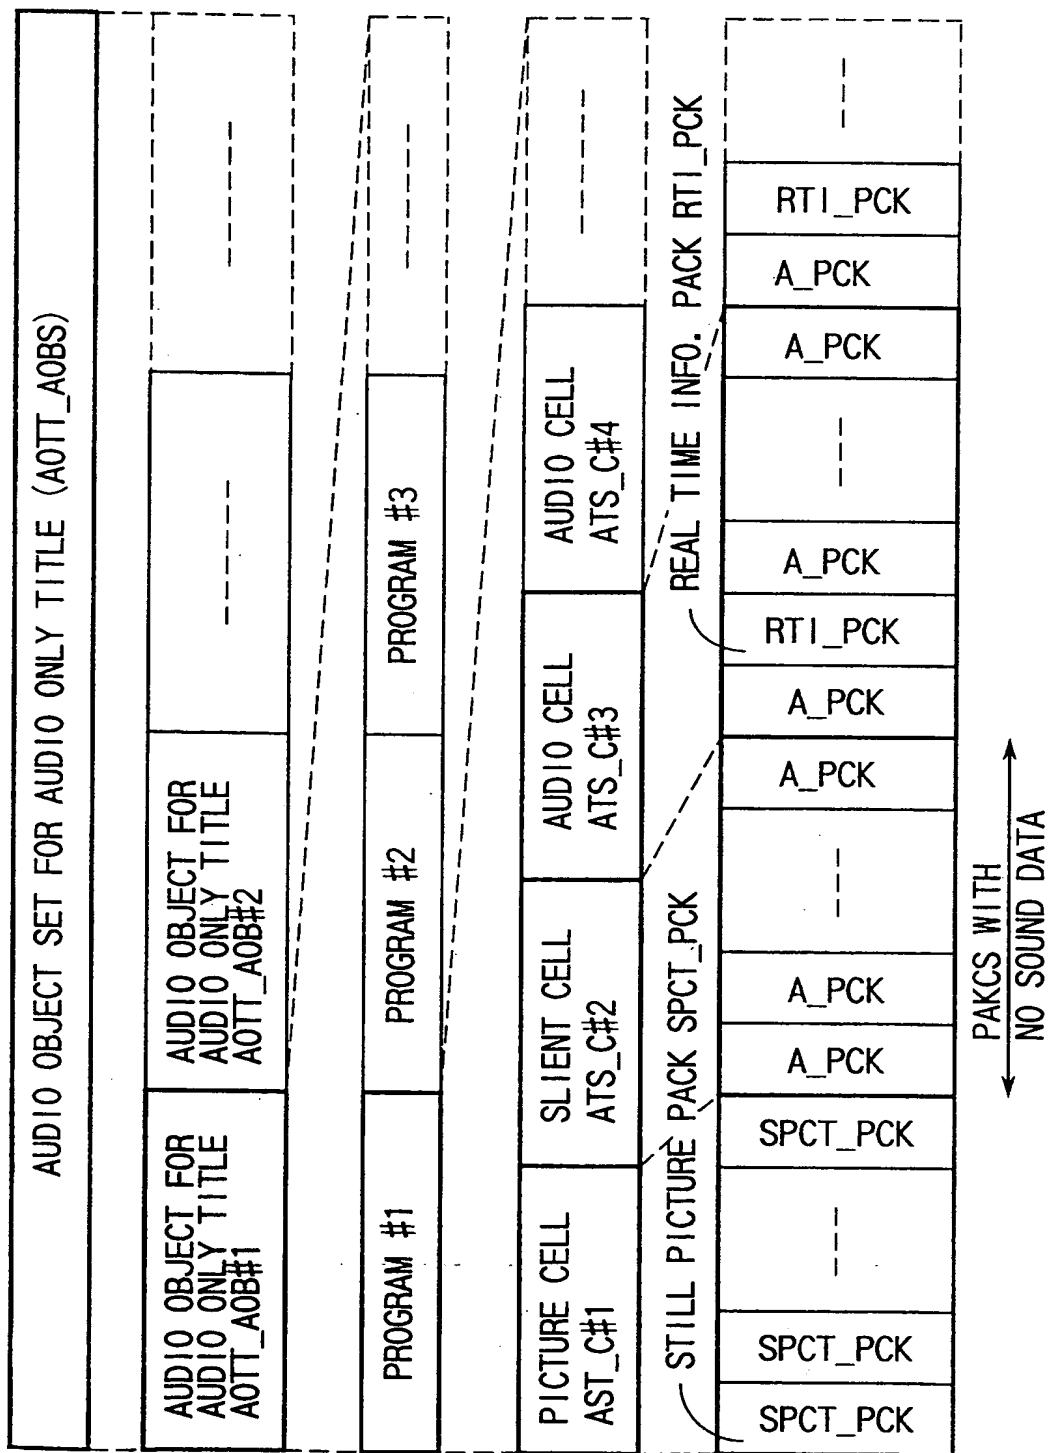 AUDIO OBJECT SET FOR AUDIO ONLY TITLE (AOTT_AOBS)
AUDIO OBJECT FOR
AUDIO ONLY TITLE
AOTT_AOB#1
AUDIO OBJECT FOR
AUDIO ONLY TITLE
AOTT_AOB#2
PROGRAM #1
PROGRAM #2
PROGRAM #3
PICTURE CELL
AST_C#1
SLIENT CELL
ATS_C#2
AUDIO CELL
ATS_C#3
AUDIO CELL
ATS_C#4
STILL PICTURE PACK SPCT_PCK
REAL TIME INFO. PACK RTI_PCK
SPCT_PCK
SPCT_PCK
SPCT_PCK
A_PCK
A_PCK
A_PCK
A_PCK
RTI_PCK
A_PCK
A_PCK
A_PCK
RTI_PCK
PAKCS WITH
NO SOUND DATA